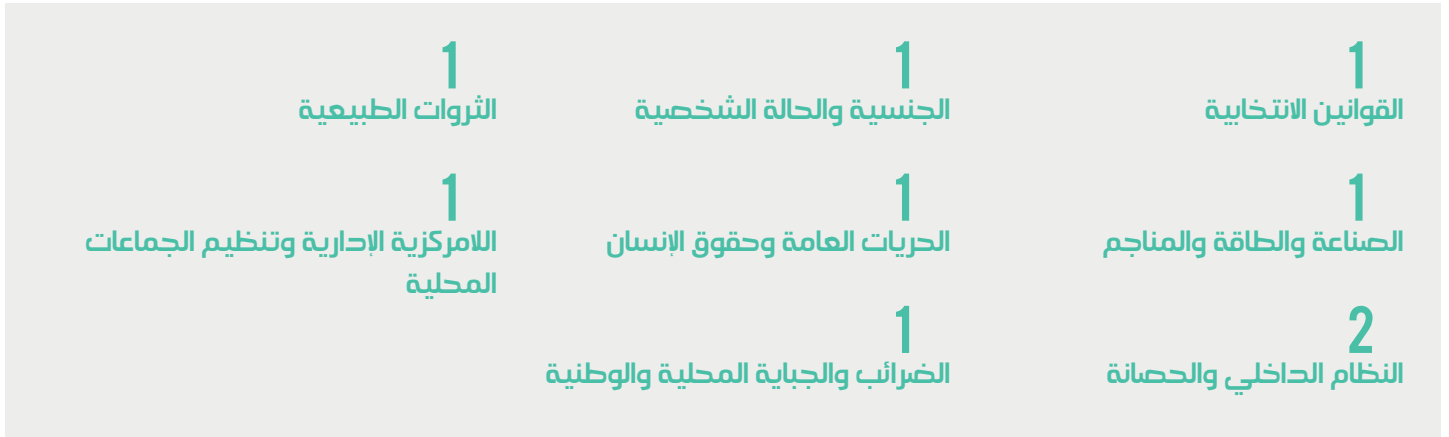 1
القوانين الانتخابية
1
الجنسية والحالة الشخصية
1
الثروات الطبيعية
1
الصناعة والطاقة والمناجم
1
الحريات العامة وحقوق الإنسان
1
اللامركزية الإدارية وتنظيم الجماعات
المحلية
2
النظام الداخلي والحصانة
1
الضرائب والجباية المحلية والوطنية